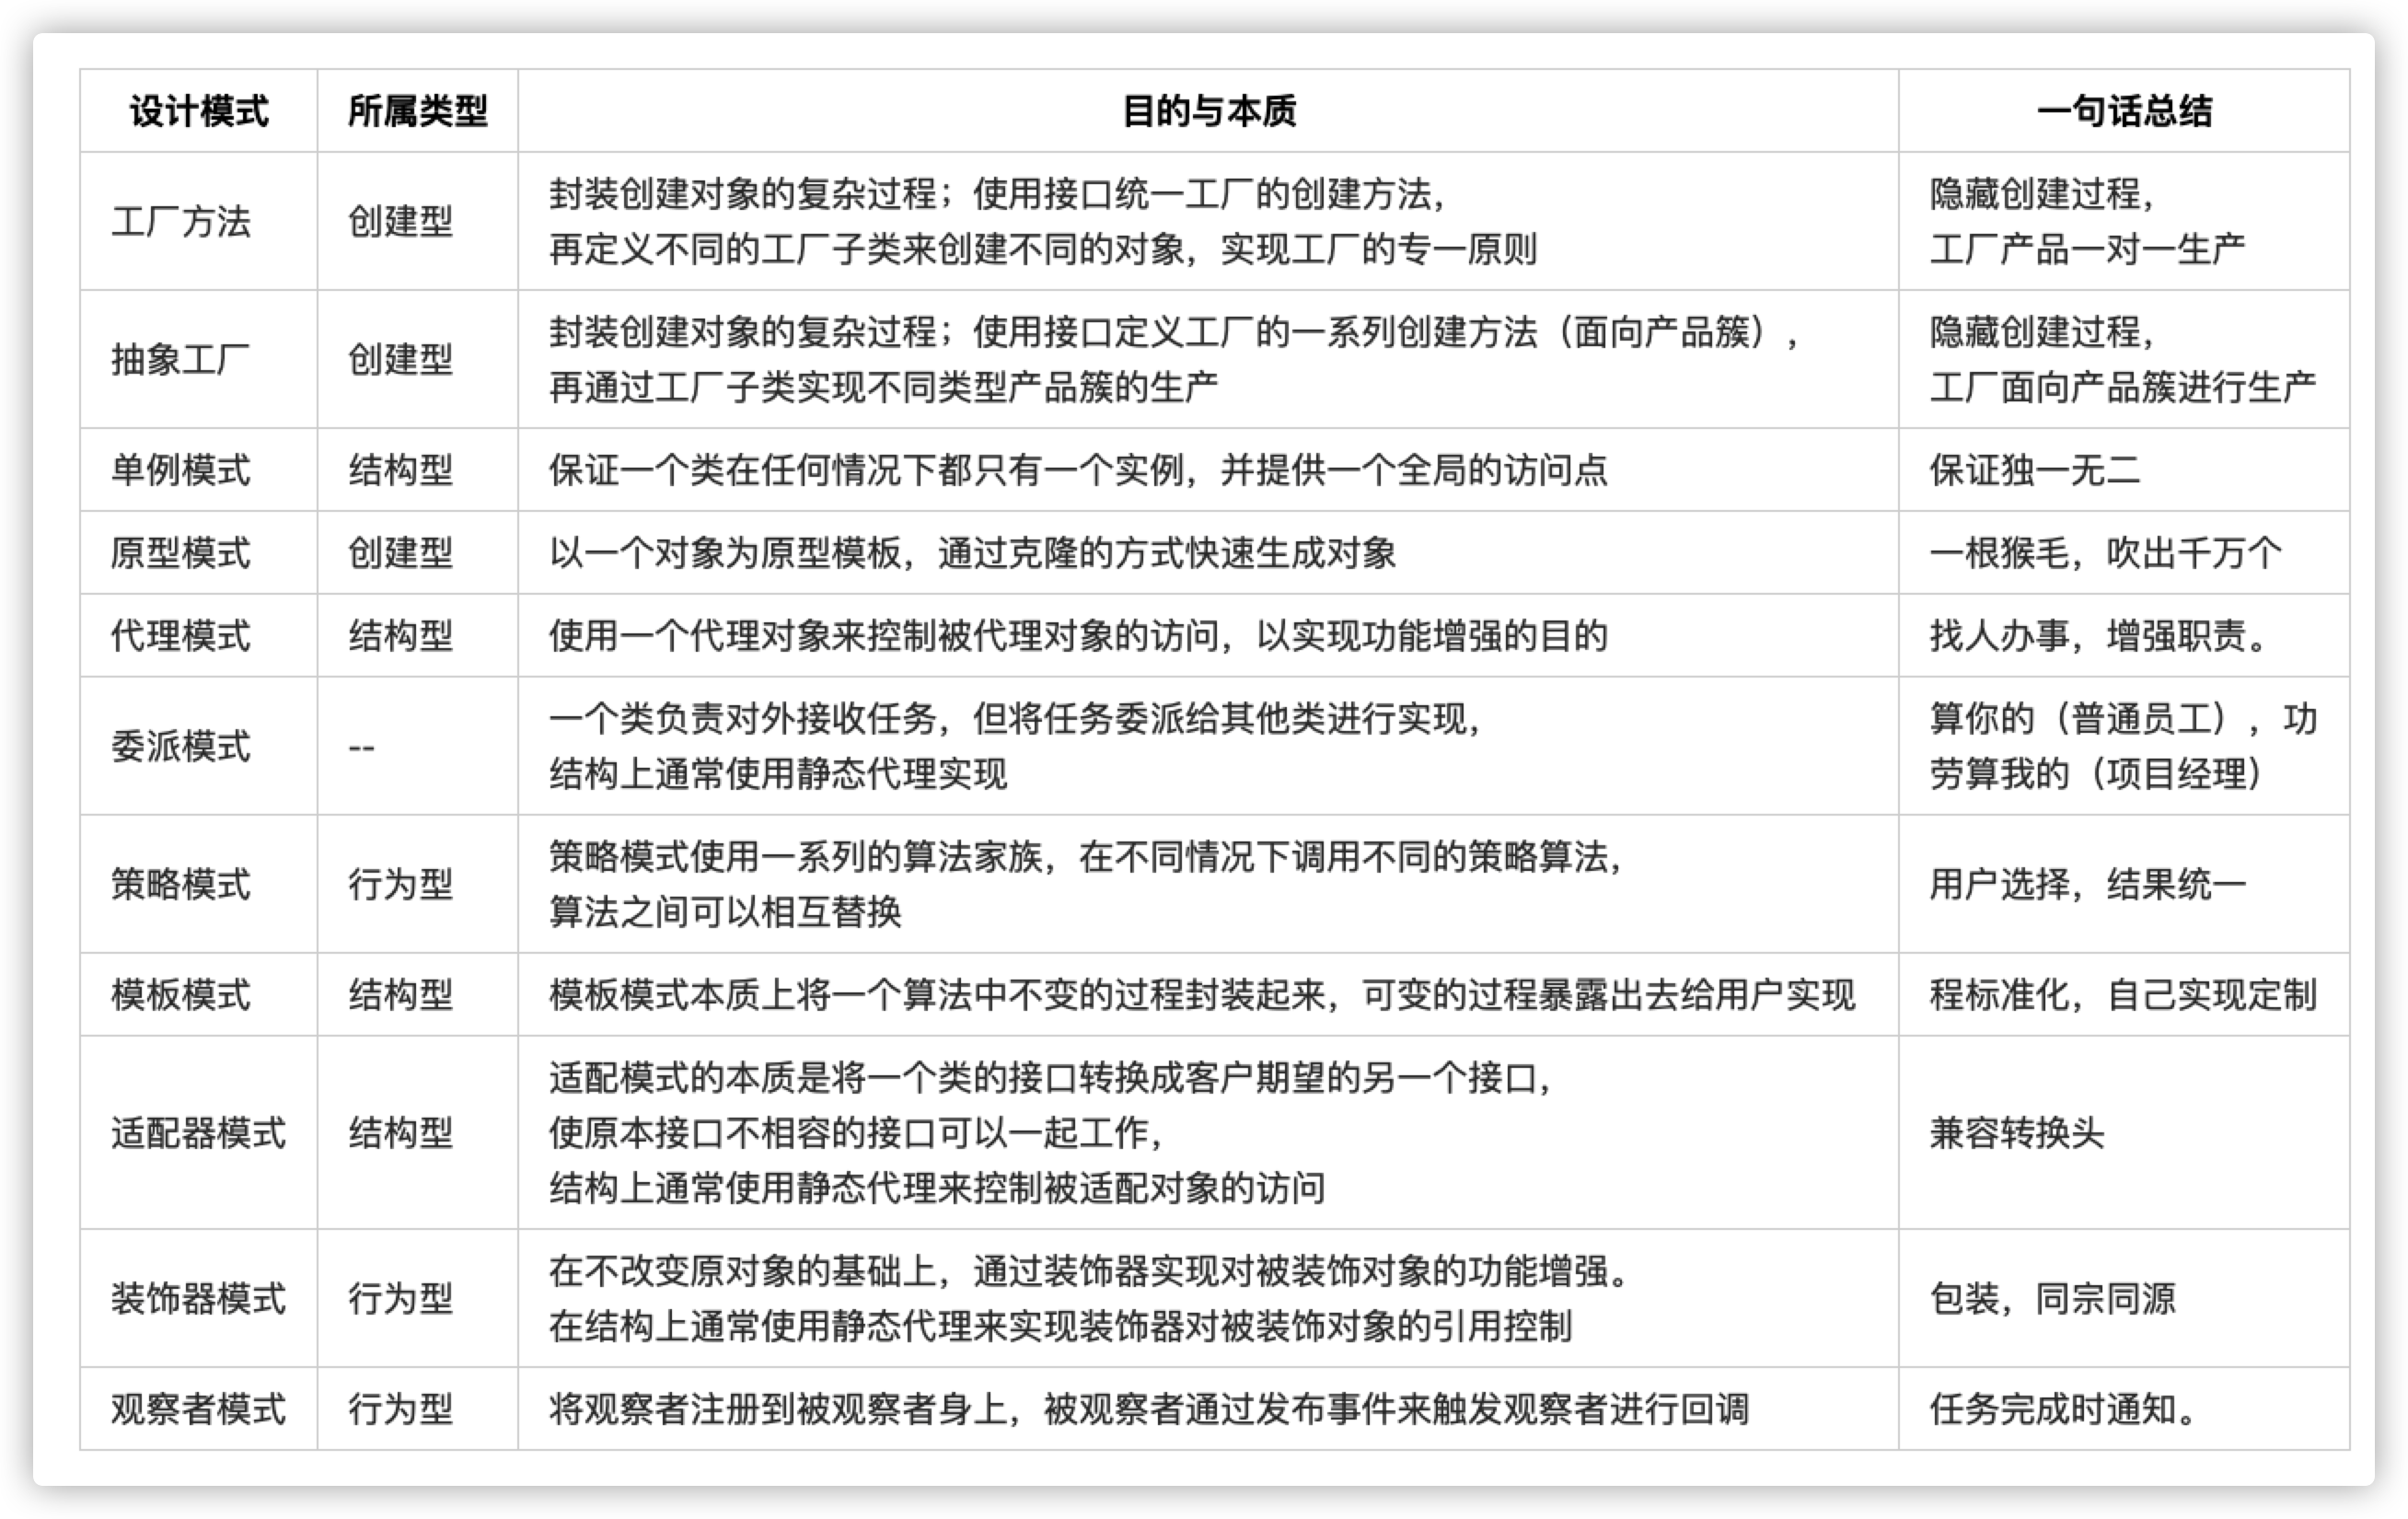 设计模式 所属类型 目的与本质 一句话总结
工厂方法 创建型
封装创建对象的复杂过程；使用接口统一工厂的创建方法，
再定义不同的工厂子类来创建不同的对象，实现工厂的专一原则
隐藏创建过程，
工厂产品一对一生产
抽象工厂 创建型
封装创建对象的复杂过程；使用接口定义工厂的一系列创建方法（面向产品簇），
再通过工厂子类实现不同类型产品簇的生产
隐藏创建过程，
工厂面向产品簇进行生产
单例模式 结构型 保证一个类在任何情况下都只有一个实例，并提供一个全局的访问点 保证独一无二
原型模式 创建型 以一个对象为原型模板，通过克隆的方式快速生成对象 一根猴毛，吹出千万个
代理模式 结构型 使用一个代理对象来控制被代理对象的访问，以实现功能增强的目的 找人办事，增强职责。
委派模式 --
一个类负责对外接收任务，但将任务委派给其他类进行实现，
结构上通常使用静态代理实现
算你的（普通员工），功
劳算我的（项目经理）
策略模式 行为型
策略模式使用一系列的算法家族，在不同情况下调用不同的策略算法，
算法之间可以相互替换
用户选择，结果统一
模板模式 结构型 模板模式本质上将一个算法中不变的过程封装起来，可变的过程暴露出去给用户实现 程标准化，自己实现定制
适配器模式 结构型
适配模式的本质是将一个类的接口转换成客户期望的另一个接口，
使原本接口不相容的接口可以一起工作，
结构上通常使用静态代理来控制被适配对象的访问
兼容转换头
装饰器模式 行为型
在不改变原对象的基础上，通过装饰器实现对被装饰对象的功能增强。
在结构上通常使用静态代理来实现装饰器对被装饰对象的引用控制
包装，同宗同源
观察者模式 行为型 将观察者注册到被观察者身上，被观察者通过发布事件来触发观察者进行回调 任务完成时通知。